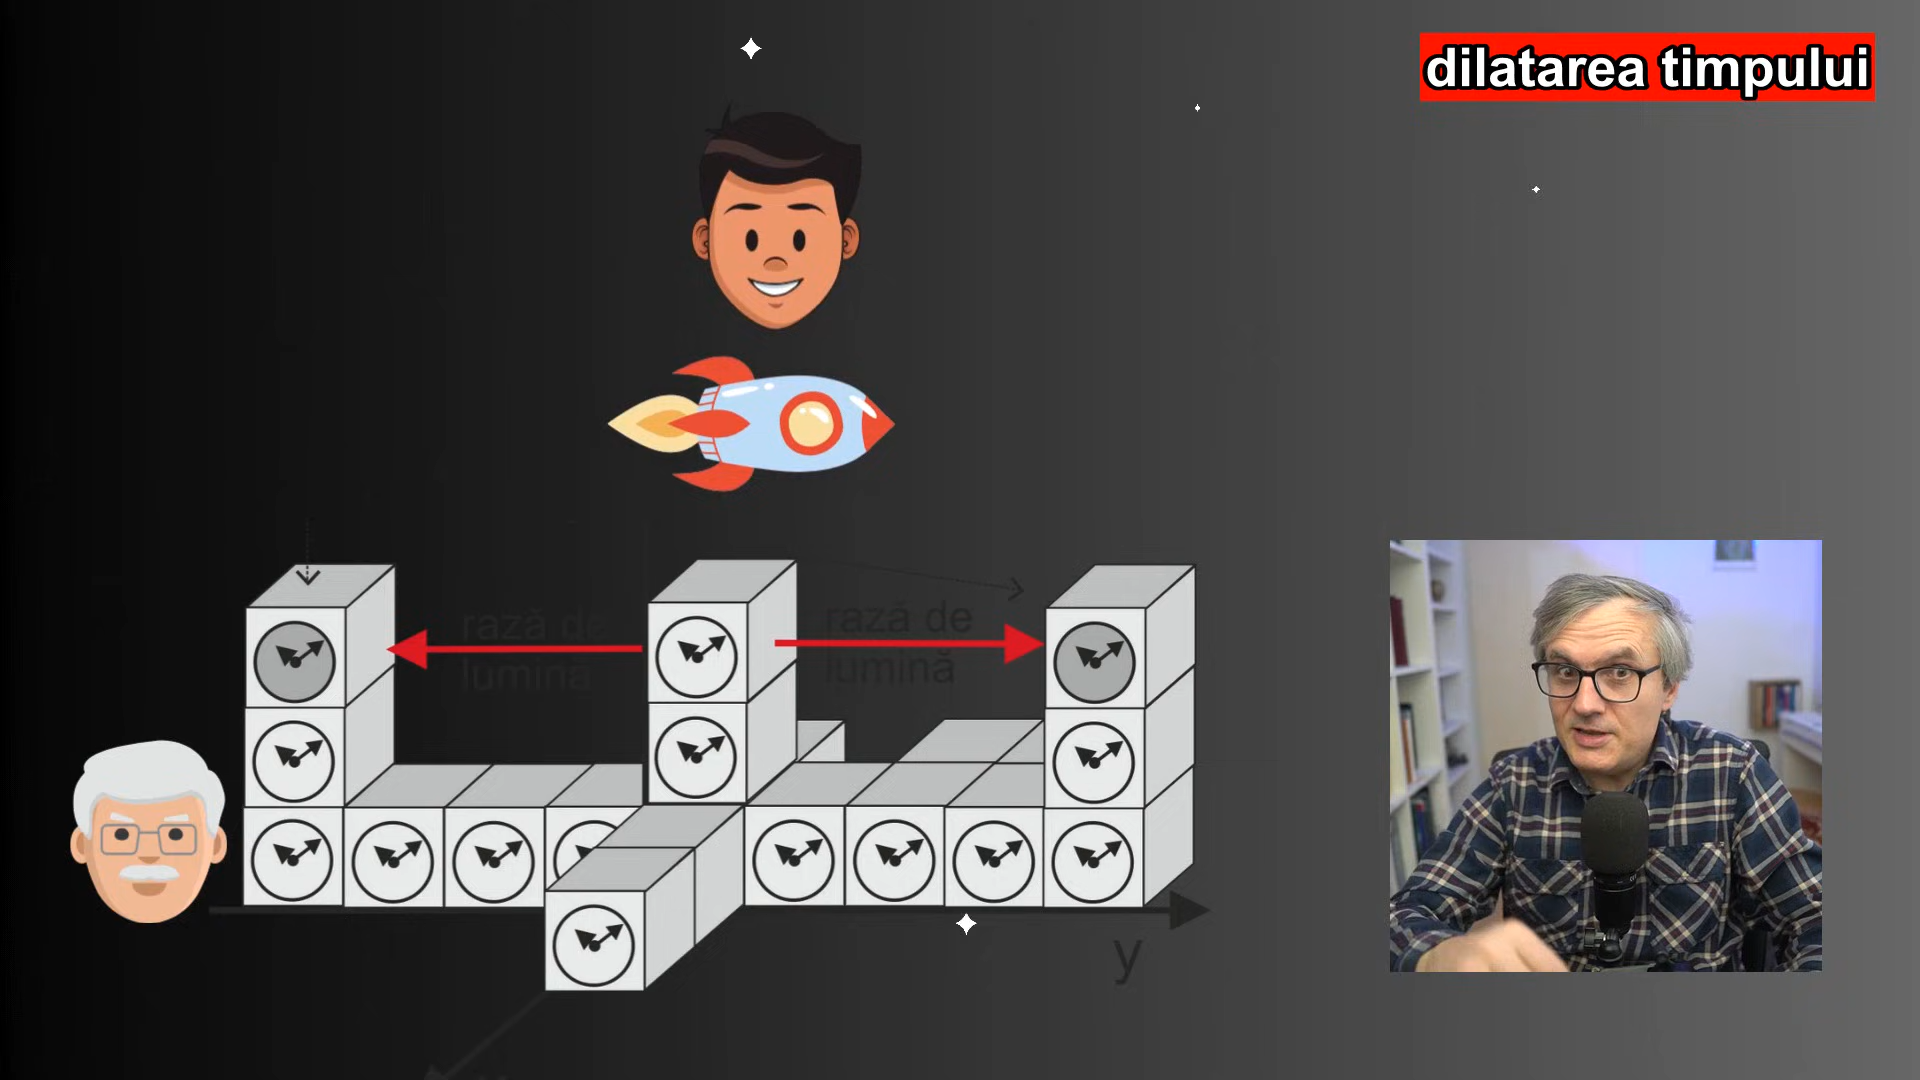 dilatarea timpului
rază de
lumină
rază de
lumină
y